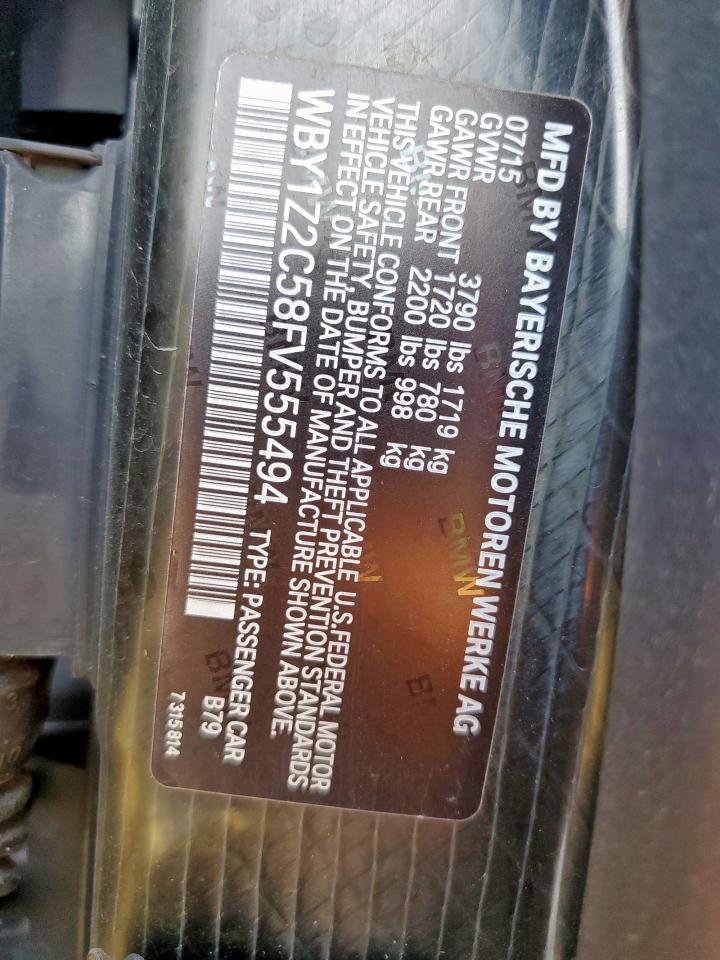 MFD BY BAYERISCHE MOTOREN WERKE AG
07/15
GVWR 3790 lbs 1719 kg
GAWR FRONT 1720 lbs 780 kg
GAWR REAR 2200 lbs 998 kg
THIS VEHICLE CONFORMS TO ALL APPLICABLE U.S.FEDERAL MOTOR
VEHICLE SAFETY, BUMPER AND THEFT PREVENTION STANDARDS
IN EFFECT ON THE DATE OF MANUFACTURE SHOWN ABOVE.
WBY1Z2C58FV555494 TYPE: PASSENGER CAR
B79
7315814
BMW
BMW